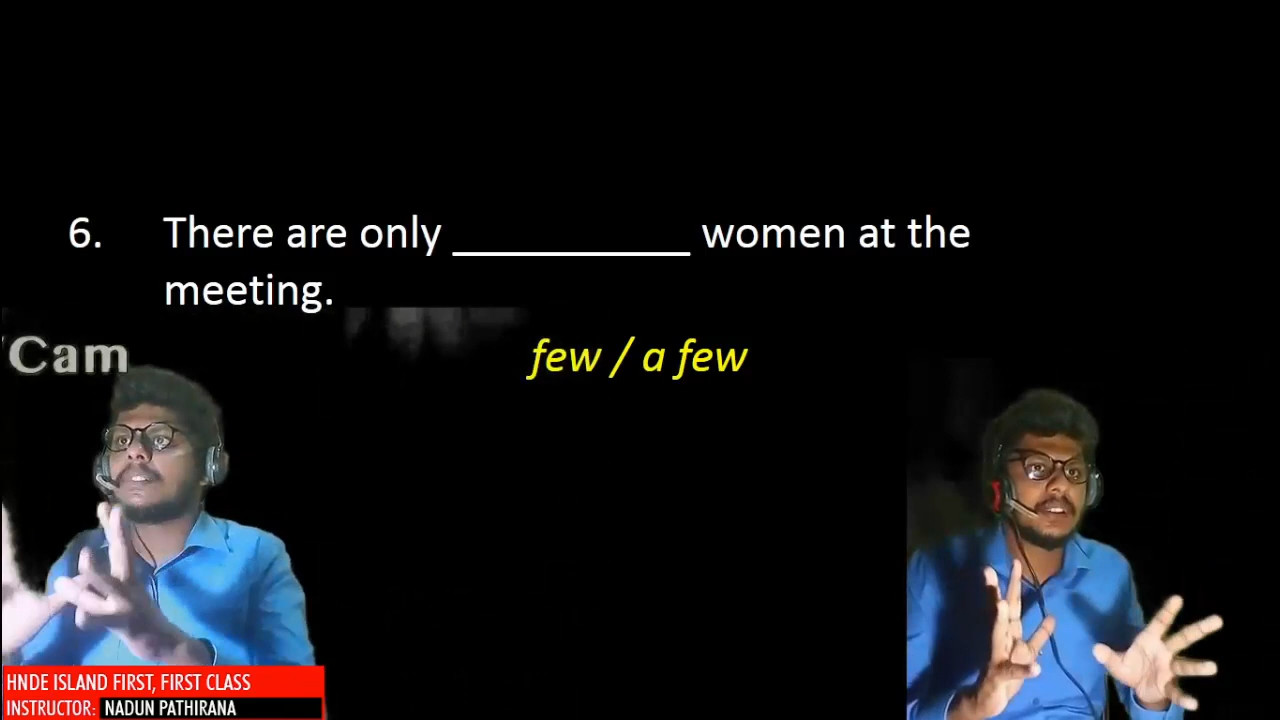 6. There are only __________ women at the
meeting.
few / a few
Cam
HNDE ISLAND FIRST, FIRST CLASS
INSTRUCTOR: NADUN PATHIRANA